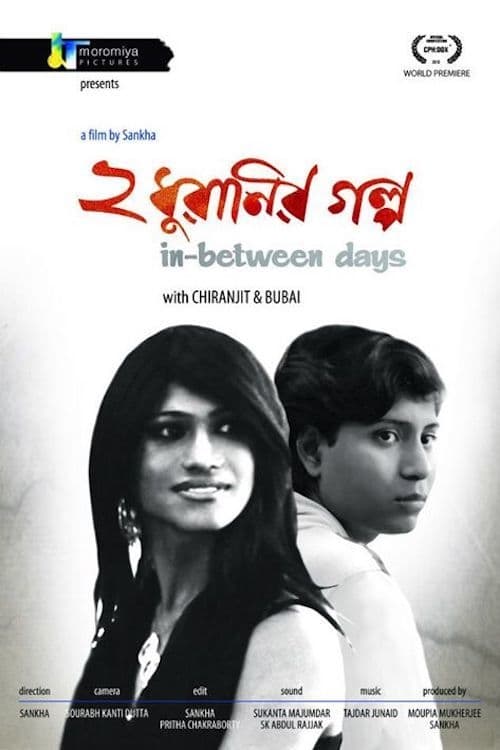 moromiya
PICTURES
presents
CPH:DOX
WORLD PREMIERE
a film by Sankha
২ ধুরানির গল্প
in-between days
with CHIRANJIT & BUBAI
direction camera edit sound music produced by
SANKHA SOURABH KANTI DUTTA SANKHA SUKANTA MAJUMDAR TAJDAR JUNAID MOUPIA MUKHERJEE
PRITHA CHAKRABORTY SK ABDUL RAJJAK SANKHA